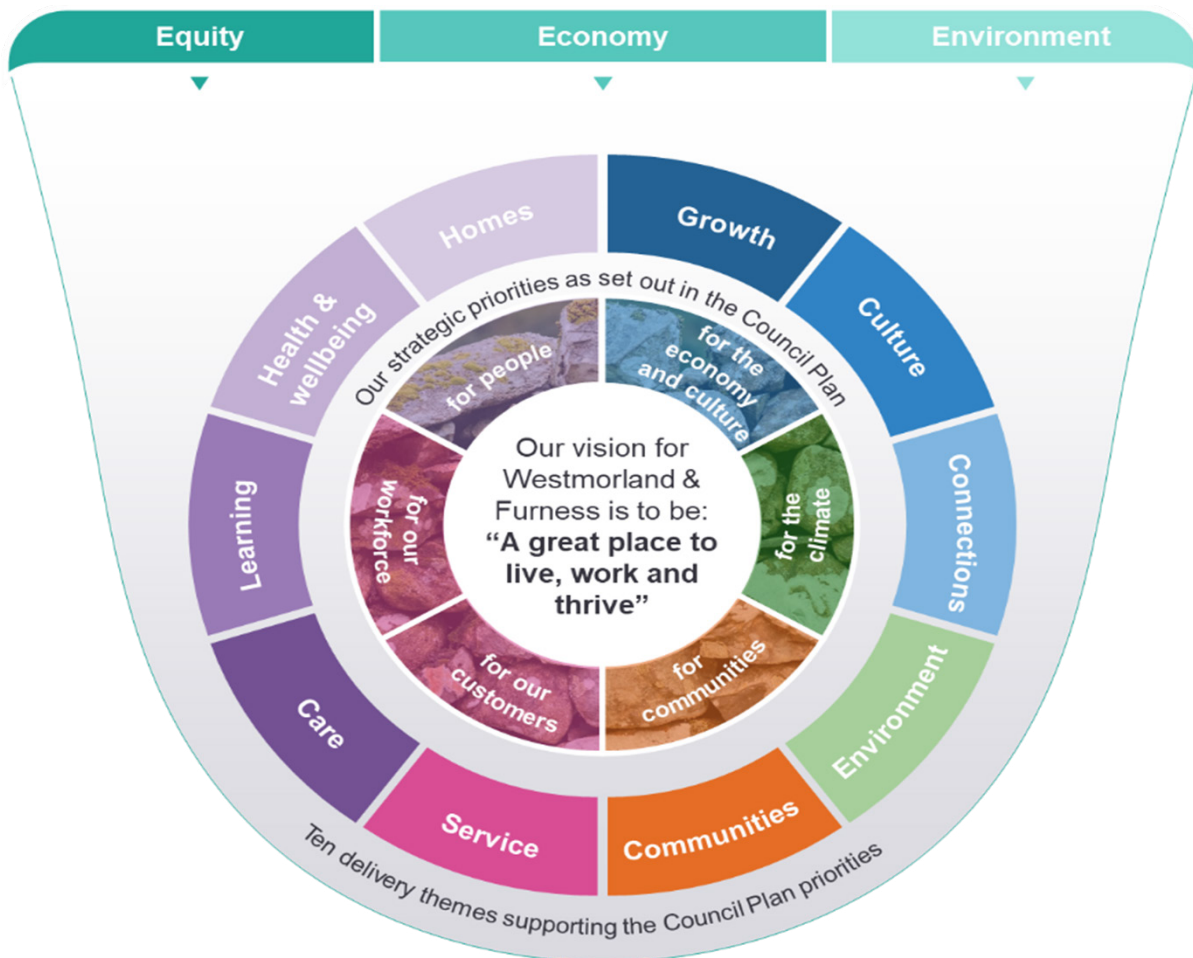 Equity
Economy
Environment
Homes
Growth
Culture
Connections
Environment
Communities
Service
Care
Learning
Health &
wellbeing
Our strategic priorities as set out in the Council Plan
for people
for the
economy
and culture
for the
climate
for
communities
for our
customers
for our
workforce
Our vision for
Westmorland &
Furness is to be:
“A great place to
live, work and
thrive”
Ten delivery themes supporting the Council Plan priorities